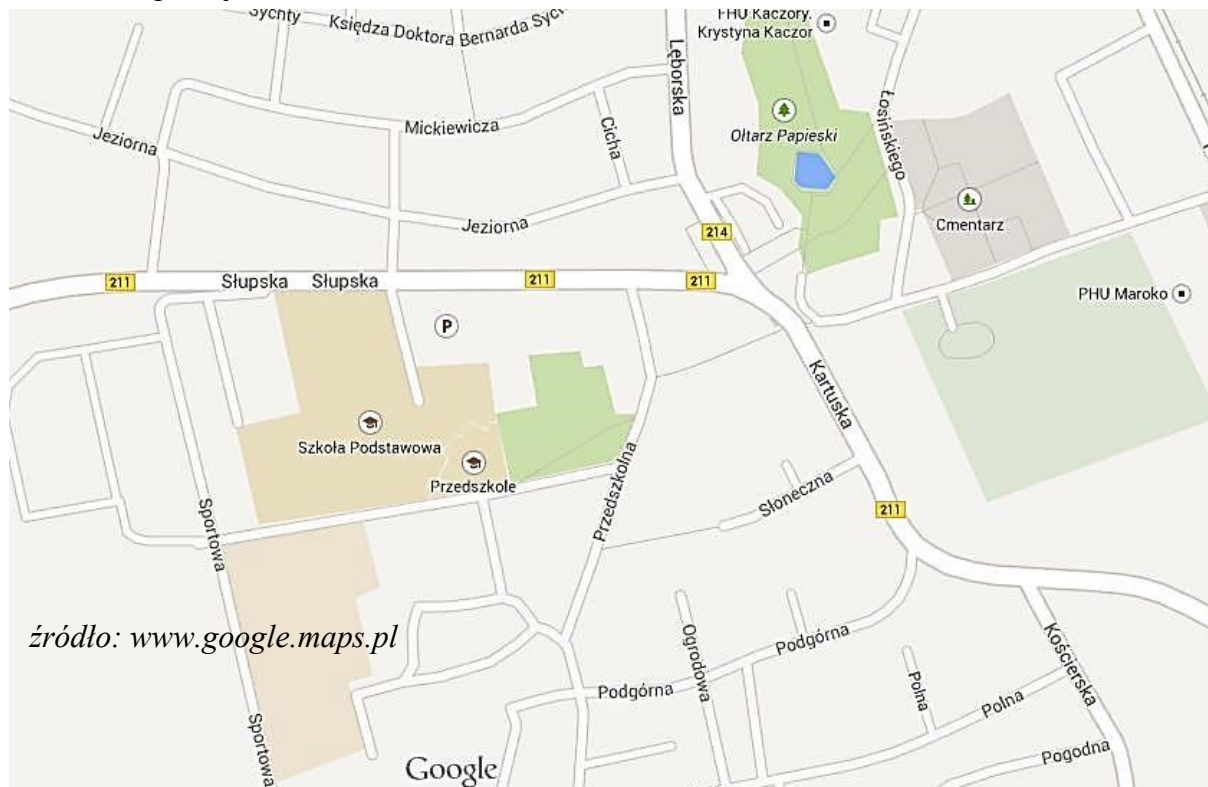 Sychty
Księdza Doktora Bernarda Sych
Lęborska
FHU Kaczory.
Krystyna Kaczor
Ołtarz Papieski
Łosińskiego
Cmentarz
Mickiewicza
Cicha
Jeziorna
Jeziorna
214
211
Słupska
Słupska
211
211
PHU Maroko
P
Kartuska
Szkoła Podstawowa
Przedszkole
Przedszkolna
Słoneczna
211
Sportowa
źródło: www.google.maps.pl
Ogrodowa
Podgórna
Podgórna
Kościerska
Polna
Polna
Pogodna
Sportowa
Google